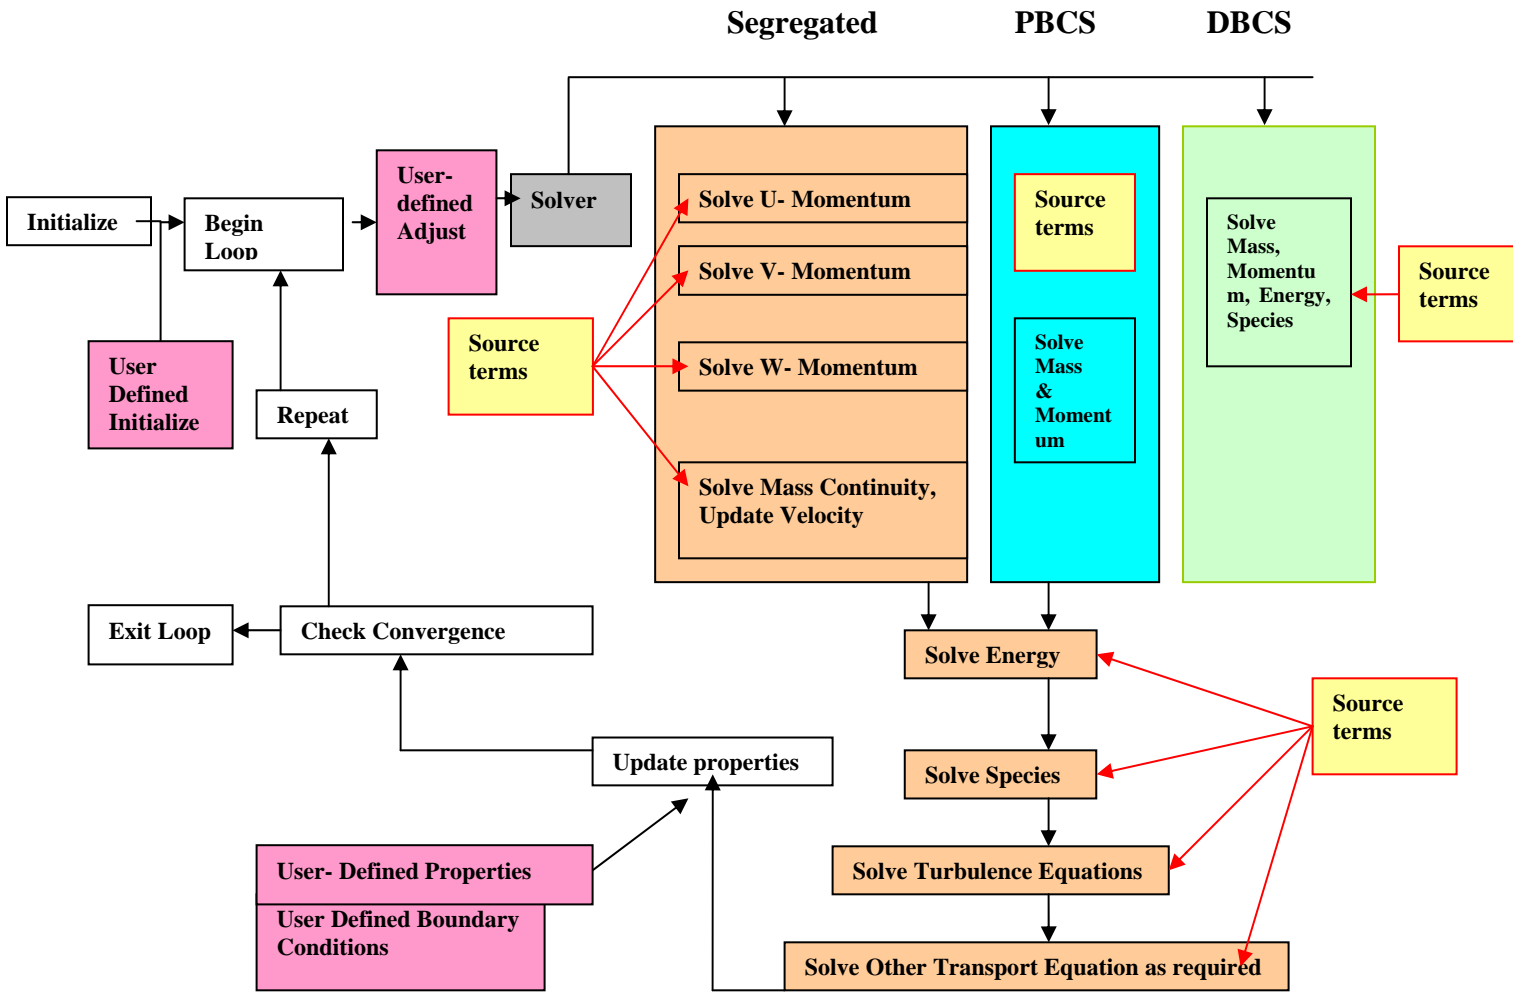 Segregated
PBCS
DBCS
Initialize
User
Defined
Initialize
Begin
Loop
Repeat
User-
defined
Adjust
Solver
Source
terms
Solve U- Momentum
Solve V- Momentum
Solve W- Momentum
Solve Mass Continuity,
Update Velocity
Source
terms
Solve
Mass
&
Moment
um
Solve
Mass,
Momentu
m, Energy,
Species
Source
terms
Exit Loop
Check Convergence
Solve Energy
Source
terms
Update properties
Solve Species
User- Defined Properties
User Defined Boundary
Conditions
Solve Turbulence Equations
Solve Other Transport Equation as required